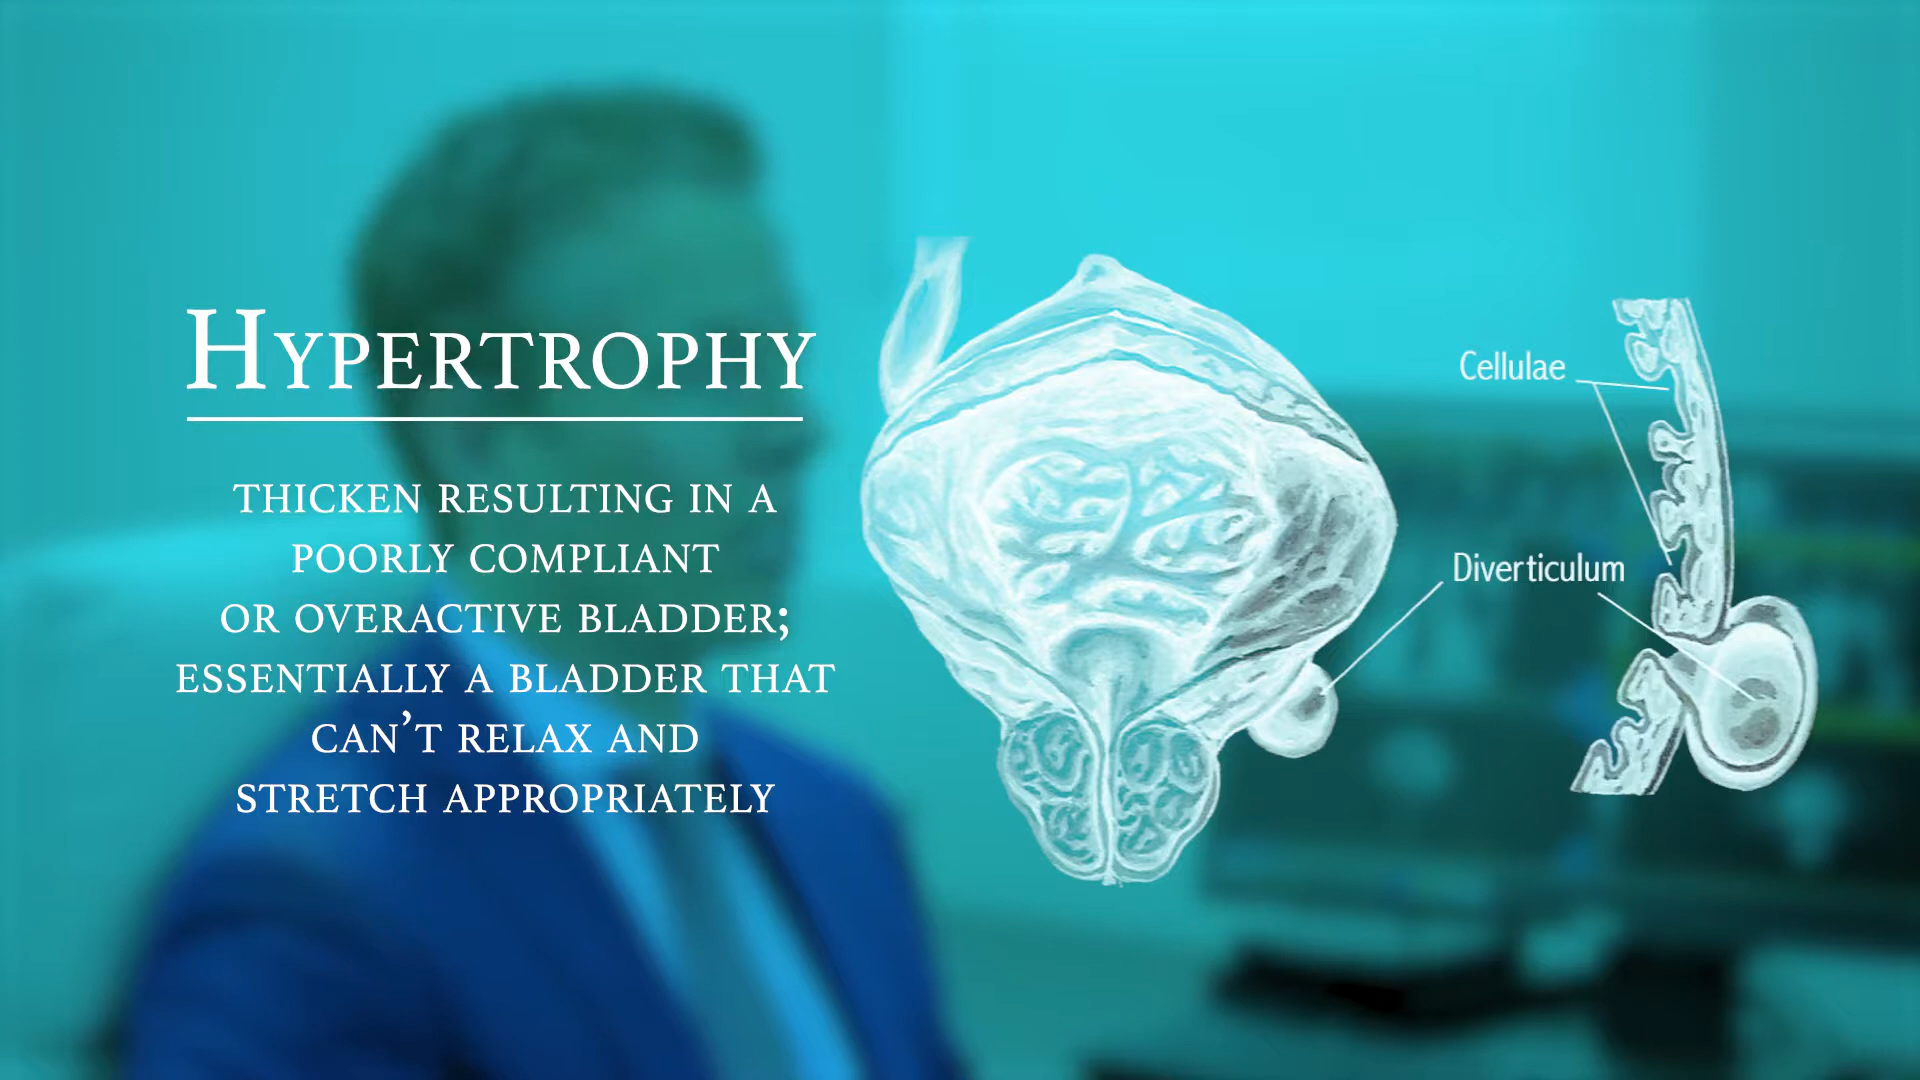 Hypertrophy
thicken resulting in a
poorly compliant
or overactive bladder;
essentially a bladder that
can't relax and
stretch appropriately
Cellulae
Diverticulum